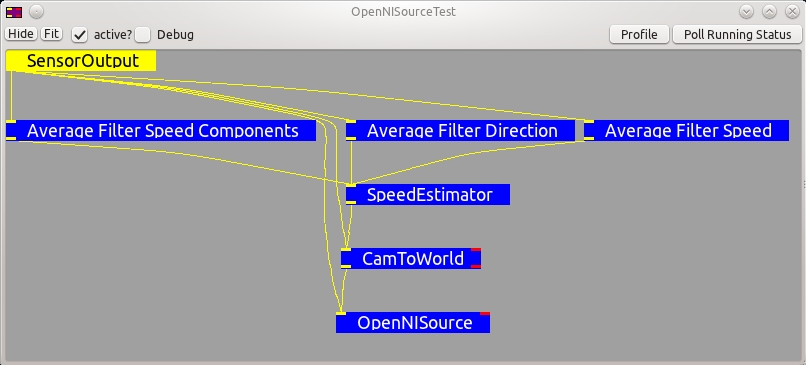 OpenNISourceTest
Hide Fit active? Debug Profile Poll Running Status
SensorOutput
Average Filter Speed Components Average Filter Direction Average Filter Speed
SpeedEstimator
CamToWorld
OpenNISource